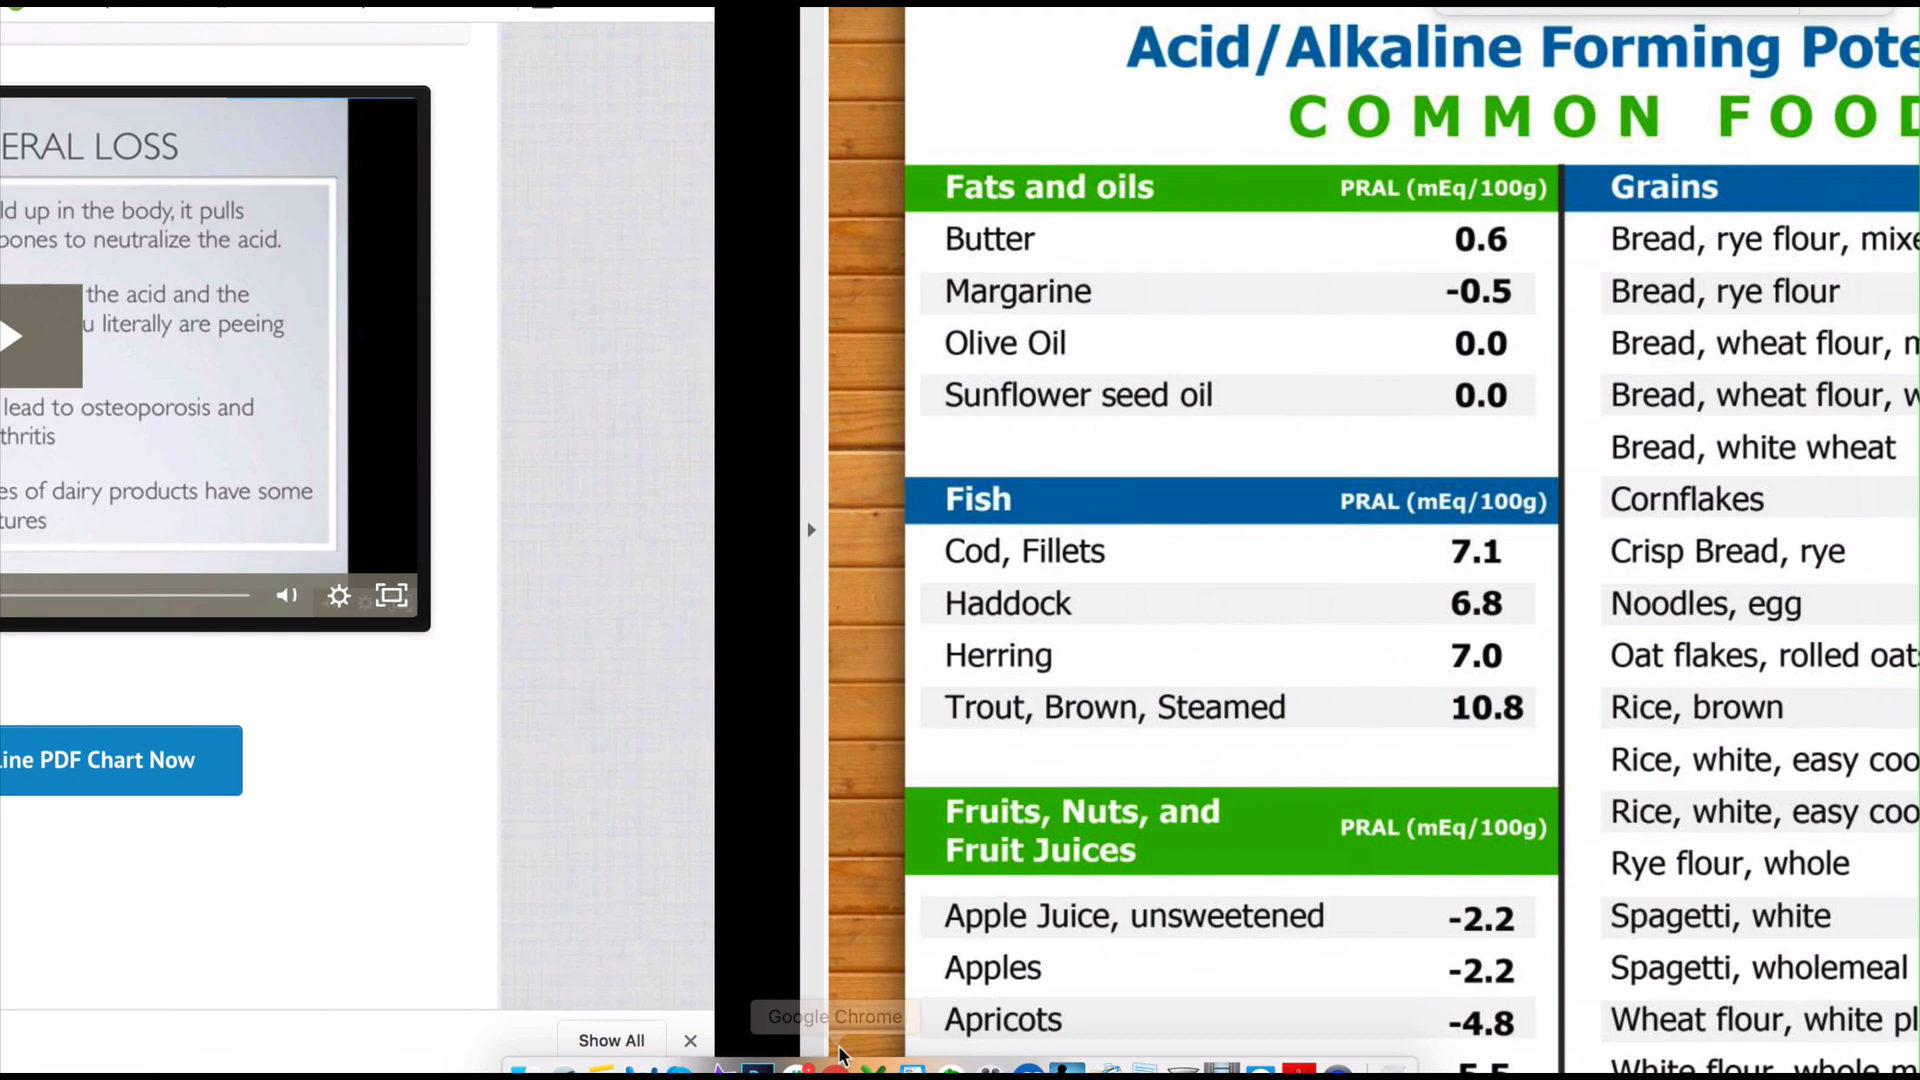 ERAL LOSS
ld up in the body, it pulls
bones to neutralize the acid.
the acid and the
u literally are peeing
lead to osteoporosis and
thritis
es of dairy products have some
tures
Line PDF Chart Now
Show All
Google Chrome
Acid/Alkaline Forming Pote
COMMON FOOD
Fats and oils PRAL (mEq/100g)
Butter 0.6
Margarine -0.5
Olive Oil 0.0
Sunflower seed oil 0.0
Fish PRAL (mEq/100g)
Cod, Fillets 7.1
Haddock 6.8
Herring 7.0
Trout, Brown, Steamed 10.8
Fruits, Nuts, and
Fruit Juices PRAL (mEq/100g)
Apple Juice, unsweetened -2.2
Apples -2.2
Apricots -4.8
Grains
Bread, rye flour, mixe
Bread, rye flour
Bread, wheat flour, m
Bread, wheat flour, w
Bread, white wheat
Cornflakes
Crisp Bread, rye
Noodles, egg
Oat flakes, rolled oats
Rice, brown
Rice, white, easy coo
Rice, white, easy coo
Rye flour, whole
Spagetti, white
Spagetti, wholemeal
Wheat flour, white pl
White flour, whole m